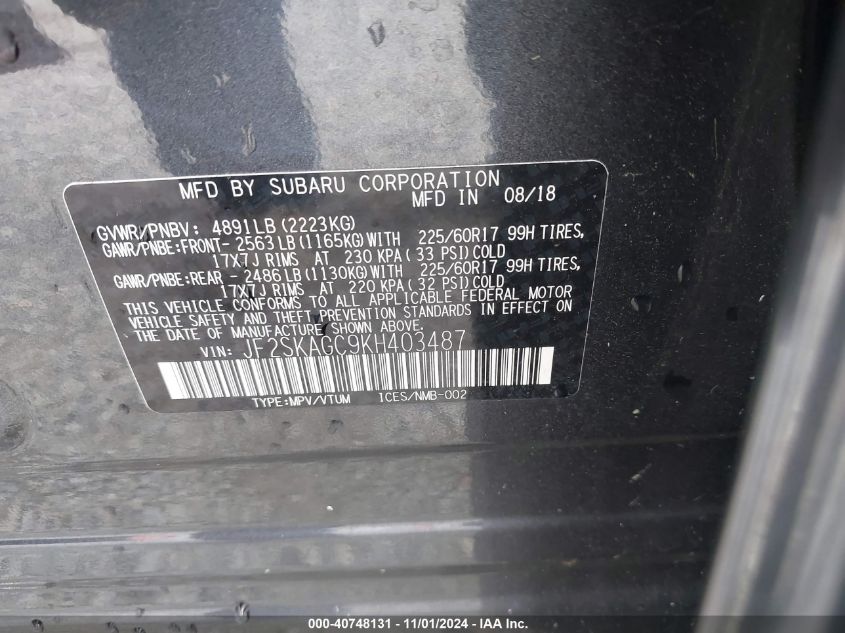 MFD BY SUBARU CORPORATION
MFD IN 08/18
GVWR/PNBV: 4891LB(2223KG)
GAWR/PNBE:FRONT- 2563LB(1165KG)WITH 225/60R17 99H TIRES,
17X7J RIMS AT 230 KPA(33 PSI)COLD
GAWR/PNBE:REAR - 2486LB(1130KG)WITH 225/60R17 99H TIRES,
17X7J RIMS AT 220 KPA(32 PSI)COLD
THIS VEHICLE CONFORMS TO ALL APPLICABLE FEDERAL MOTOR
VEHICLE SAFETY AND THEFT PREVENTION STANDARDS IN EFFECT ON
THE DATE OF MANUFACTURE SHOWN ABOVE.
VIN: JF2SKAGC9KH403487
TYPE:MPV/VTUM ICES/NMB-002
000-40748131 - 11/01/2024 - IAA Inc.